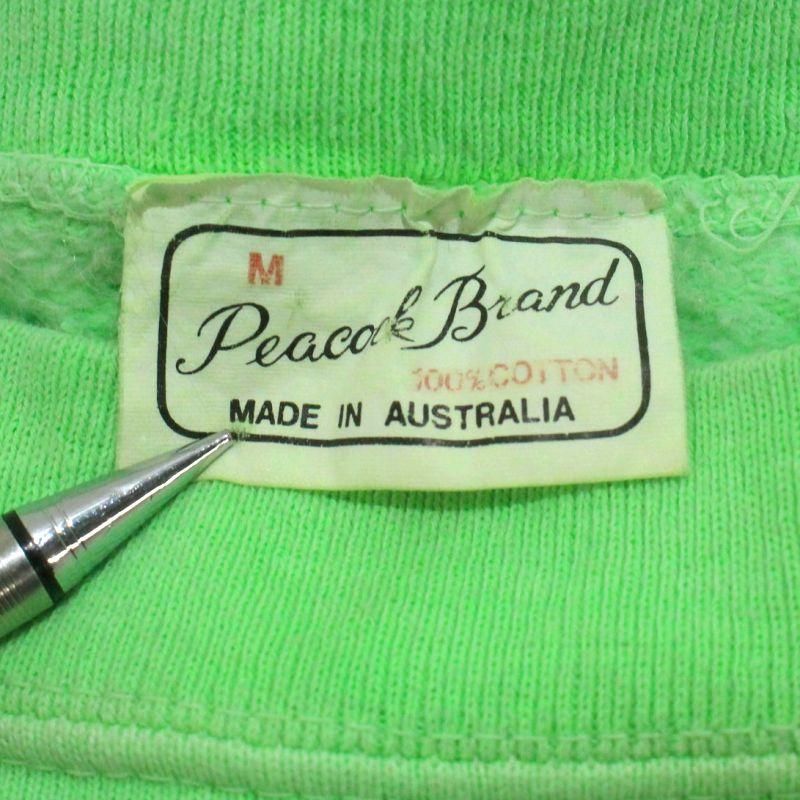 M
Peacock Brand
100% COTTON
MADE IN AUSTRALIA